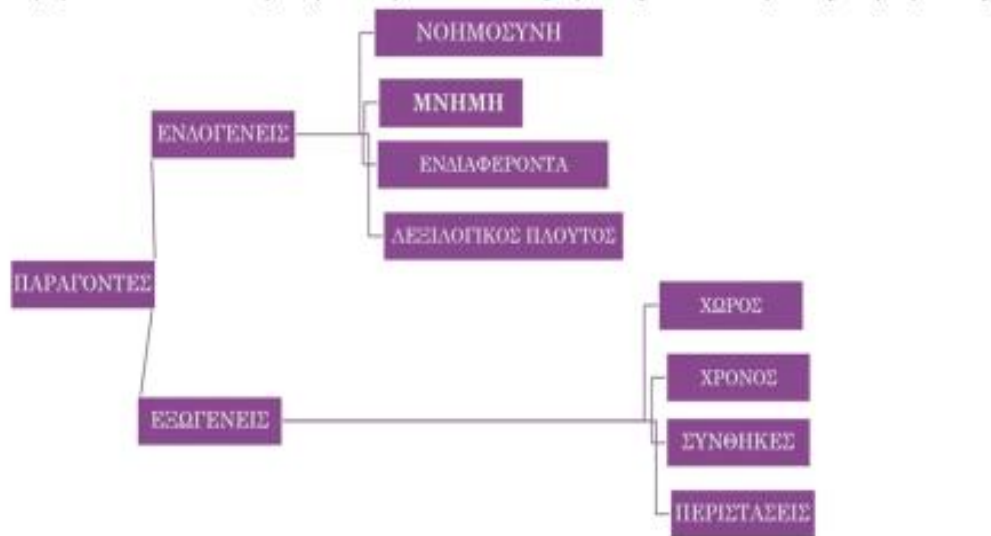 ΝΟΗΜΟΣΥΝΗ
ΜΝΗΜΗ
ΕΝΔΟΓΕΝΕΙΣ
ΕΝΔΙΑΦΕΡΟΝΤΑ
ΛΕΞΙΛΟΓΙΚΟΣ ΠΛΟΥΤΟΣ
ΠΑΡΑΓΟΝΤΕΣ
ΧΩΡΟΣ
ΧΡΟΝΟΣ
ΕΞΩΓΕΝΕΙΣ
ΣΥΝΘΗΚΕΣ
ΠΕΡΙΣΤΑΣΕΙΣ